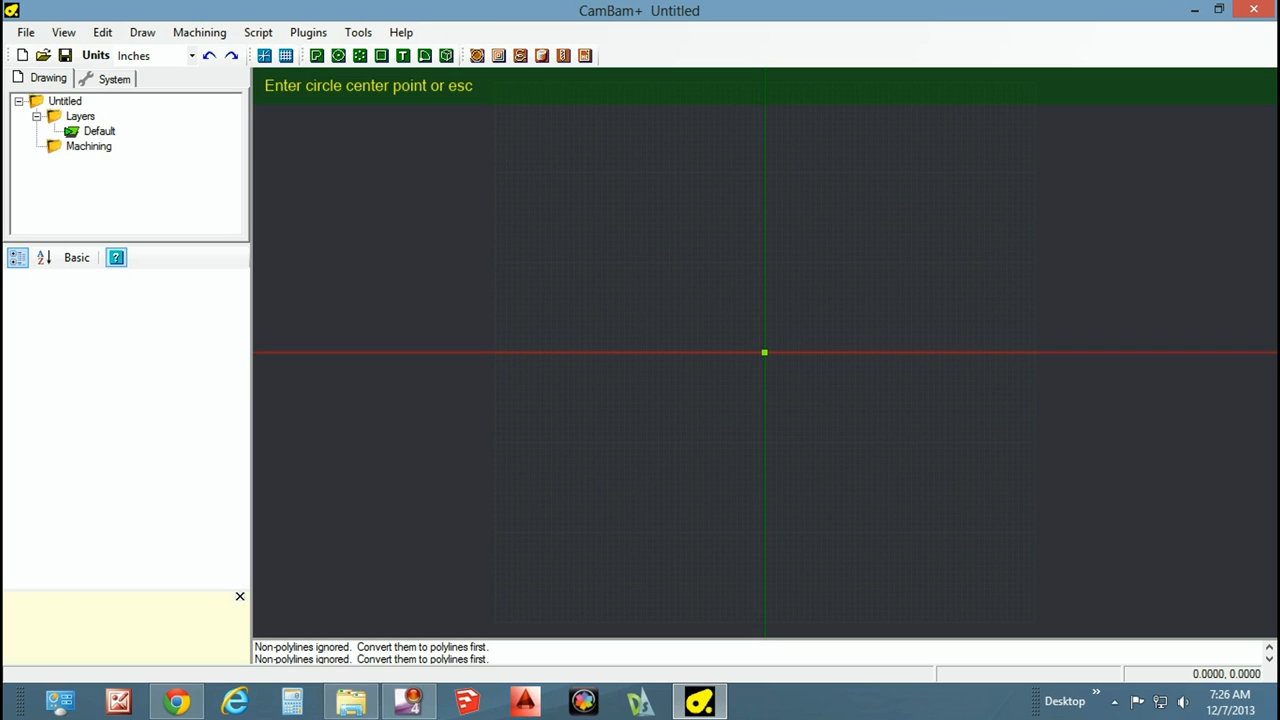 CamBam+ Untitled
File View Edit Draw Machining Script Plugins Tools Help
Units Inches
Drawing System
Enter circle center point or esc
Untitled
Layers
Default
Machining
Basic
Non-polylines ignored. Convert them to polylines first.
Non-polylines ignored. Convert them to polylines first.
0.0000, 0.0000
Desktop
7:26 AM
12/7/2013